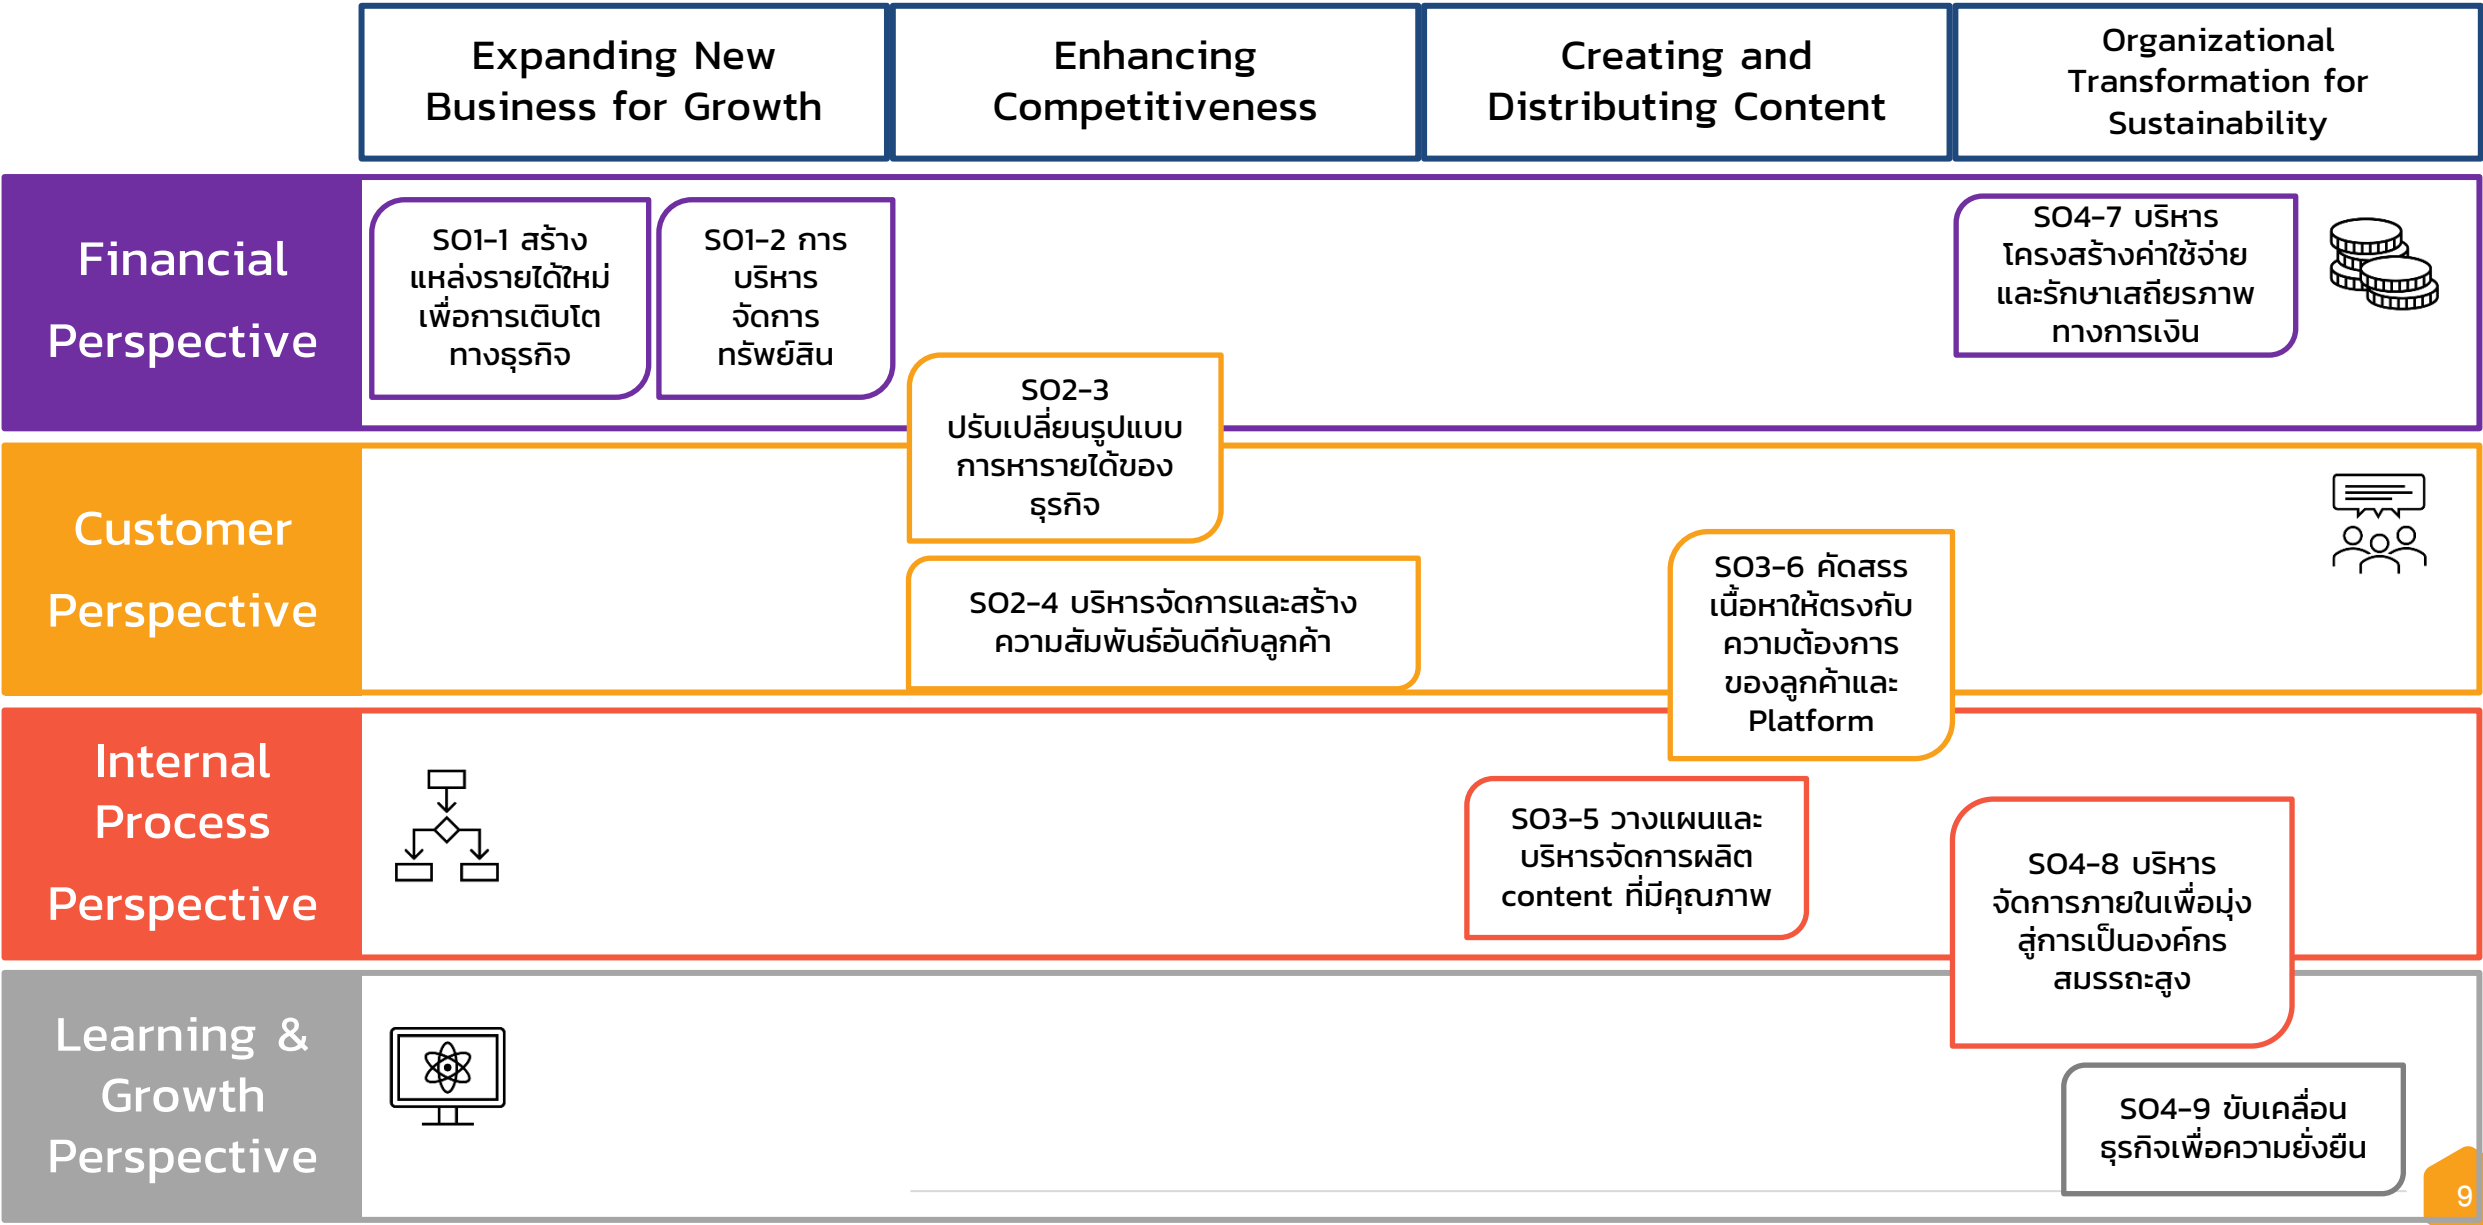 Expanding New
Business for Growth
Enhancing
Competitiveness
Creating and
Distributing Content
Organizational
Transformation for
Sustainability
Financial
Perspective
SO1-1 สร้าง
แหล่งรายได้ใหม่
เพื่อการเติบโต
ทางธุรกิจ
SO1-2 การ
บริหาร
จัดการ
ทรัพย์สิน
SO4-7 บริหาร
โครงสร้างค่าใช้จ่าย
และรักษาเสถียรภาพ
ทางการเงิน
SO2-3
ปรับเปลี่ยนรูปแบบ
การหารายได้ของ
ธุรกิจ
Customer
Perspective
SO2-4 บริหารจัดการและสร้าง
ความสัมพันธ์อันดีกับลูกค้า
SO3-6 คัดสรร
เนื้อหาให้ตรงกับ
ความต้องการ
ของลูกค้าและ
Platform
Internal
Process
Perspective
SO3-5 วางแผนและ
บริหารจัดการผลิต
content ที่มีคุณภาพ
SO4-8 บริหาร
จัดการภายในเพื่อมุ่ง
สู่การเป็นองค์กร
สมรรถะสูง
Learning &
Growth
Perspective
SO4-9 ขับเคลื่อน
ธุรกิจเพื่อความยั่งยืน
9